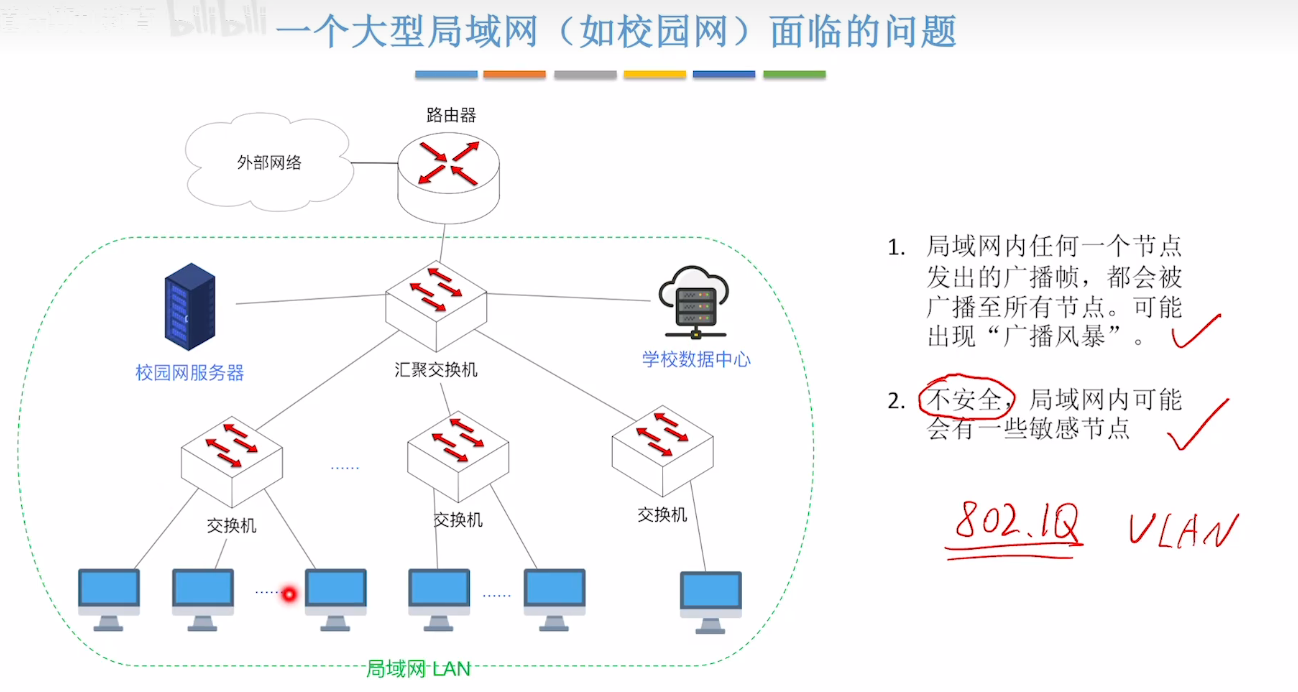 bilibili
一个大型局域网（如校园网）面临的问题
路由器
外部网络
校园网服务器
学校数据中心
汇聚交换机
1. 局域网内任何一个节点
发出的广播帧，都会被
广播至所有节点。可能
出现“广播风暴”。
2. 不安全，局域网内可能
会有一些敏感节点
802.1Q VLAN
......
交换机
交换机
交换机
......
......
局域网 LAN